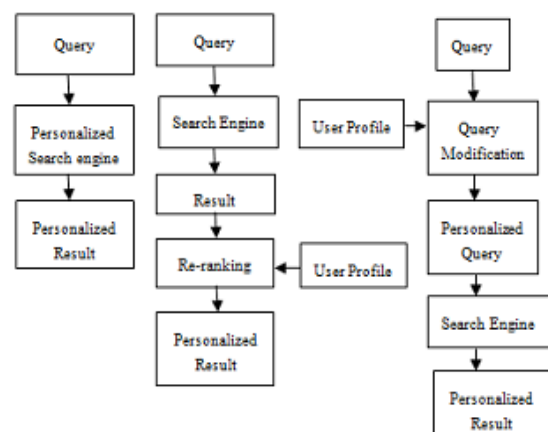 Query
Personalized
Search engine
Personalized
Result
Query
Search Engine
Result
Re-ranking
User Profile
Personalized
Result
Query
User Profile
Query
Modification
Personalized
Query
Search Engine
Personalized
Result